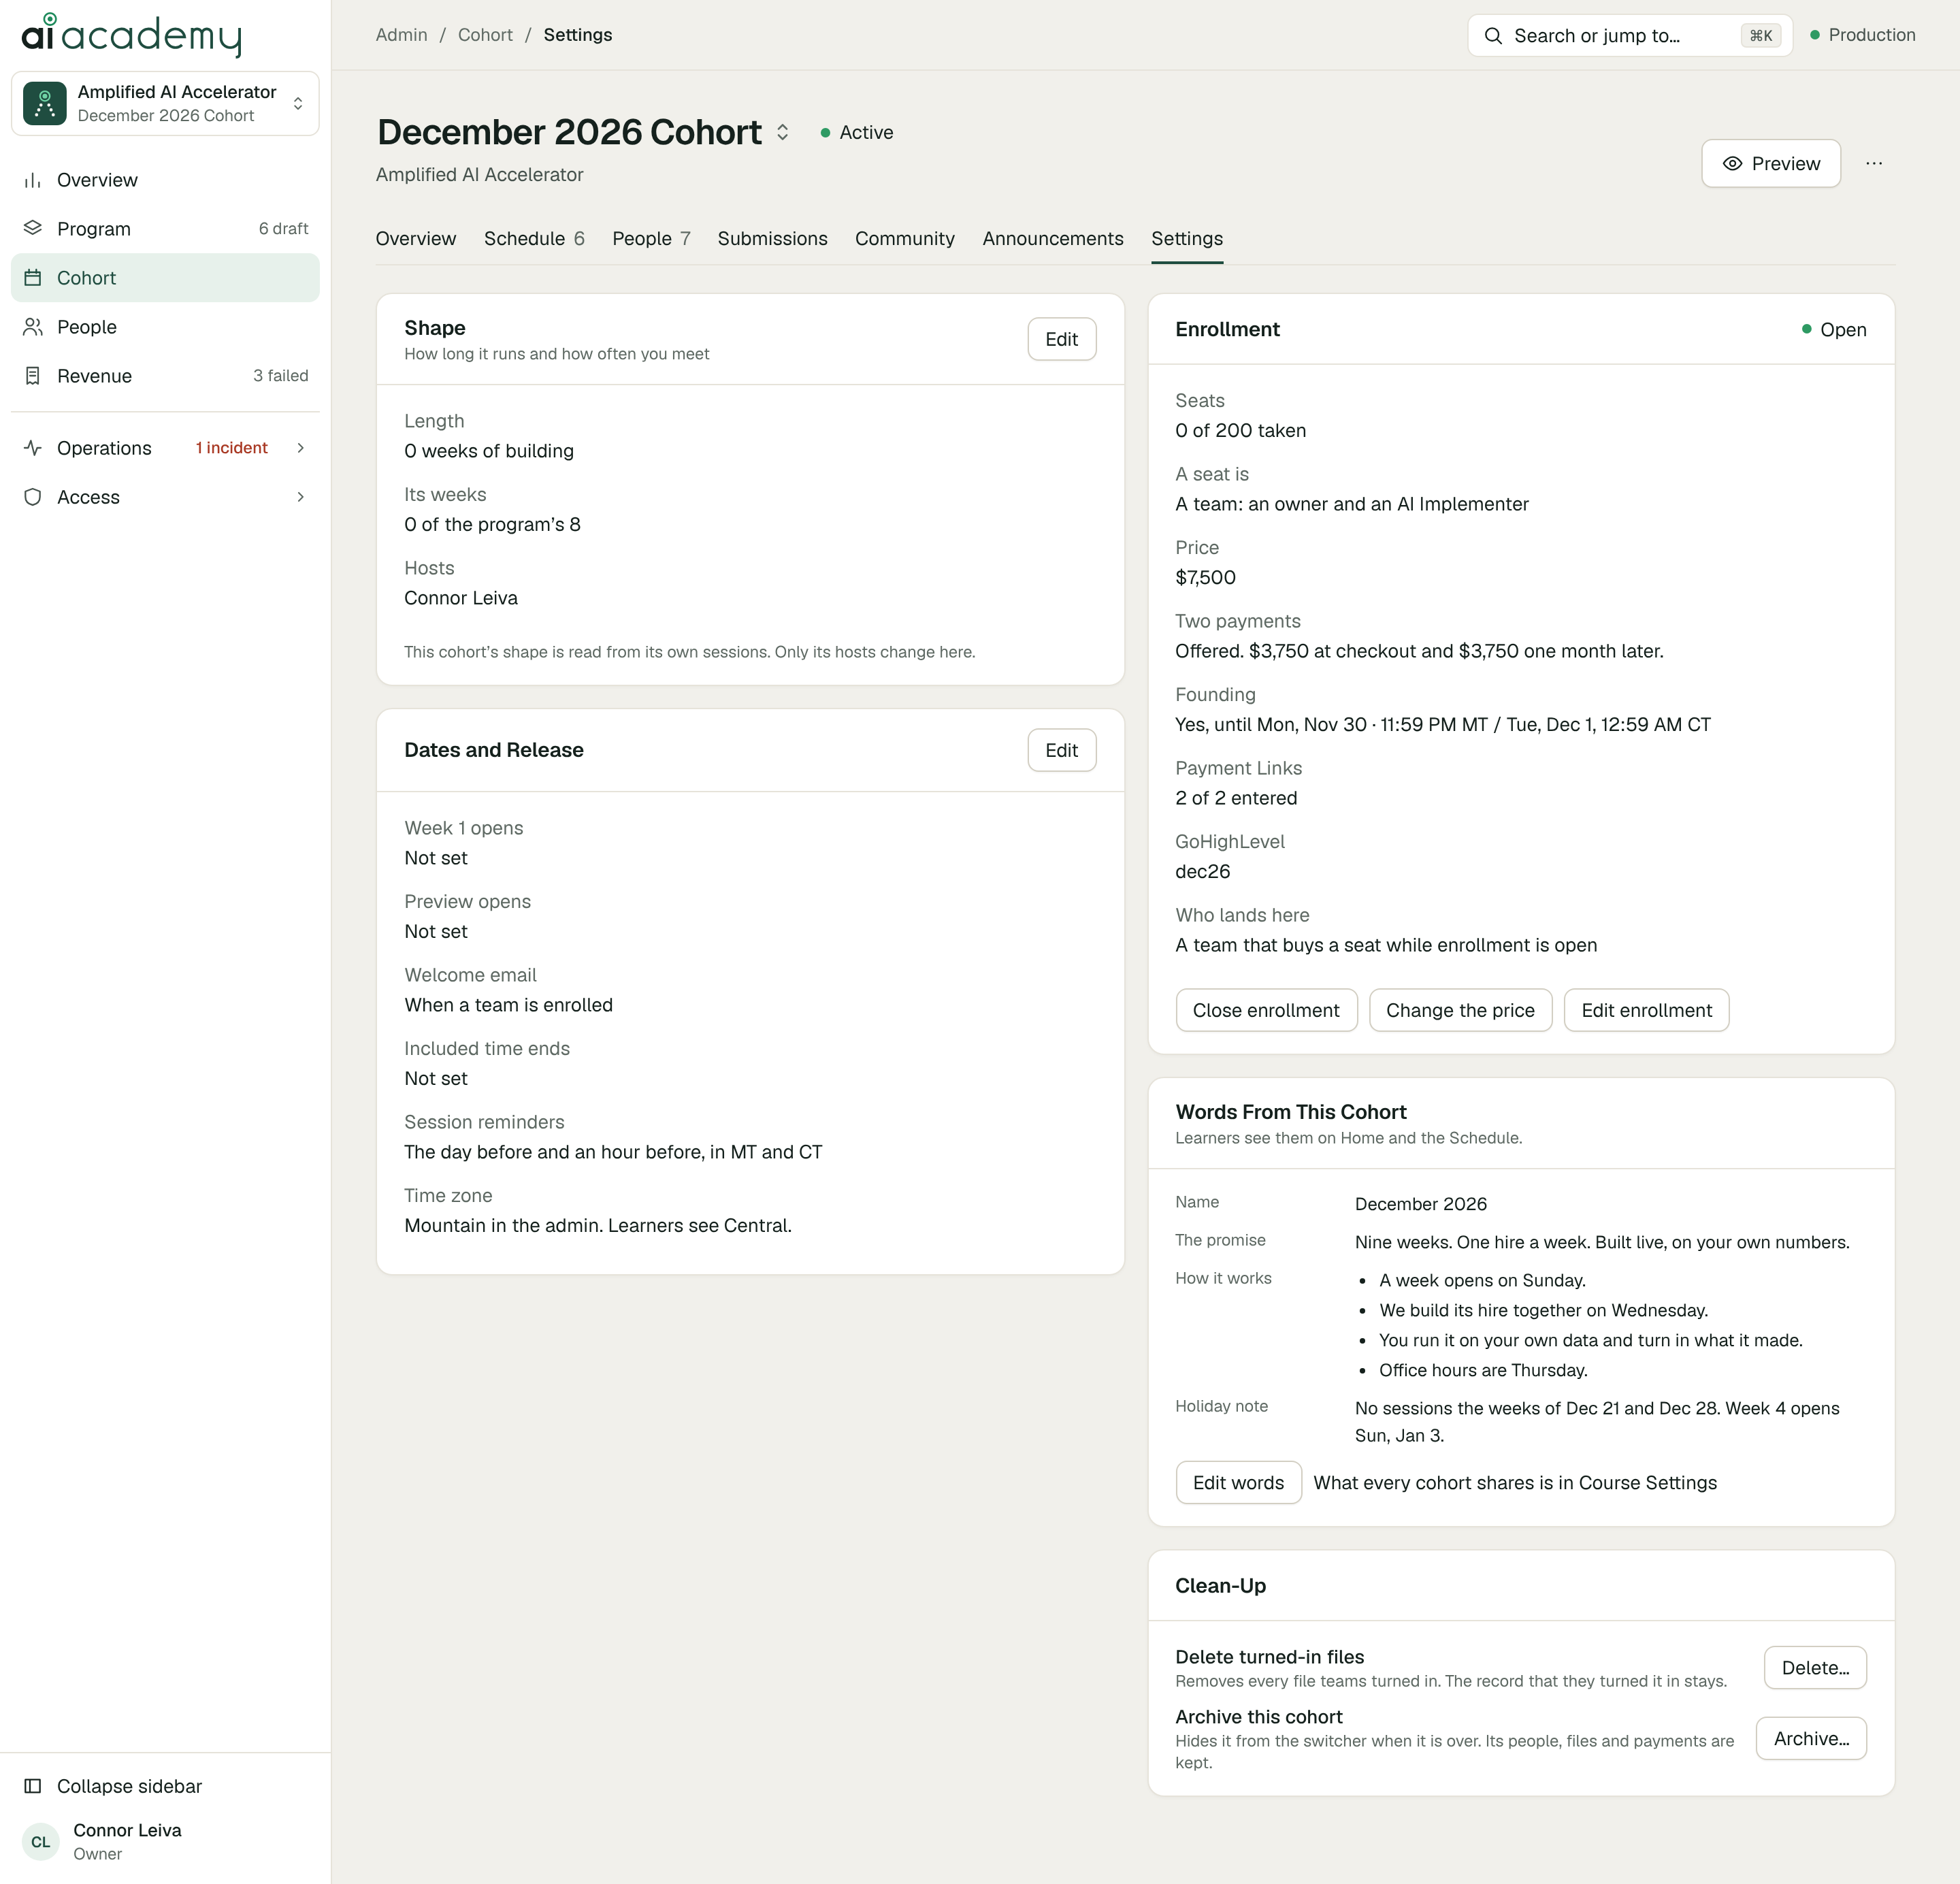 ai academy
Amplified AI Accelerator
December 2026 Cohort
Overview
Program 6 draft
Cohort
People
Revenue 3 failed
Operations 1 incident
Access
Collapse sidebar
CL
Connor Leiva
Owner
Admin / Cohort / Settings
Search or jump to... ⌘K
Production
December 2026 Cohort
Active
Amplified AI Accelerator
Preview
...
Overview Schedule 6 People 7 Submissions Community Announcements Settings
Shape
How long it runs and how often you meet
Edit
Length
0 weeks of building
Its weeks
0 of the program’s 8
Hosts
Connor Leiva
This cohort’s shape is read from its own sessions. Only its hosts change here.
Dates and Release
Edit
Week 1 opens
Not set
Preview opens
Not set
Welcome email
When a team is enrolled
Included time ends
Not set
Session reminders
The day before and an hour before, in MT and CT
Time zone
Mountain in the admin. Learners see Central.
Enrollment
Open
Seats
0 of 200 taken
A seat is
A team: an owner and an AI Implementer
Price
$7,500
Two payments
Offered. $3,750 at checkout and $3,750 one month later.
Founding
Yes, until Mon, Nov 30 · 11:59 PM MT / Tue, Dec 1, 12:59 AM CT
Payment Links
2 of 2 entered
GoHighLevel
dec26
Who lands here
A team that buys a seat while enrollment is open
Close enrollment Change the price Edit enrollment
Words From This Cohort
Learners see them on Home and the Schedule.
Name December 2026
The promise Nine weeks. One hire a week. Built live, on your own numbers.
How it works • A week opens on Sunday.
• We build its hire together on Wednesday.
• You run it on your own data and turn in what it made.
• Office hours are Thursday.
Holiday note No sessions the weeks of Dec 21 and Dec 28. Week 4 opens
Sun, Jan 3.
Edit words What every cohort shares is in Course Settings
Clean-Up
Delete turned-in files
Removes every file teams turned in. The record that they turned it in stays.
Delete...
Archive this cohort
Hides it from the switcher when it is over. Its people, files and payments are
kept.
Archive...